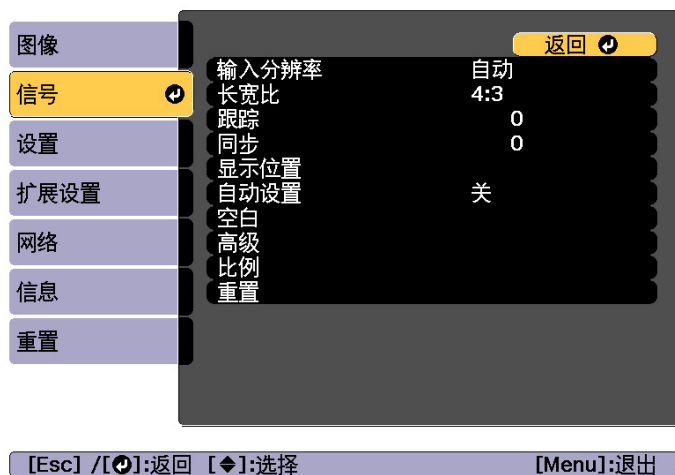 图像
信号
设置
扩展设置
网络
信息
重置
返回
输入分辨率 自动
长宽比 4:3
跟踪 0
同步 0
显示位置
自动设置 关
空白
高级
比例
重置
[Esc] /[⏎]:返回 [◆]:选择 [Menu]:退出